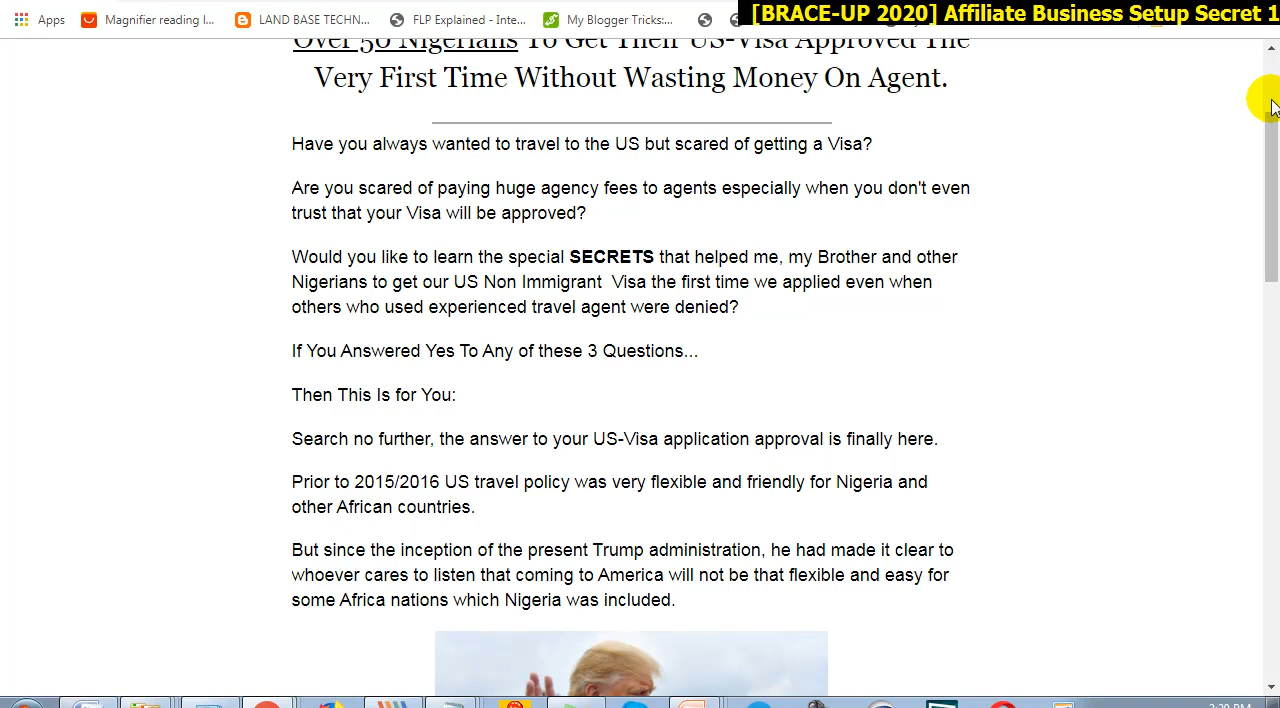 [BRACE-UP 2020] Affiliate Business Setup Secret 1
Apps Magnifier reading l... LAND BASE TECHN... FLP Explained - Inte... My Blogger Tricks:...
Over 50 Nigerians To Get Their US-Visa Approved The
Very First Time Without Wasting Money On Agent.
Have you always wanted to travel to the US but scared of getting a Visa?
Are you scared of paying huge agency fees to agents especially when you don't even
trust that your Visa will be approved?
Would you like to learn the special SECRETS that helped me, my Brother and other
Nigerians to get our US Non Immigrant Visa the first time we applied even when
others who used experienced travel agent were denied?
If You Answered Yes To Any of these 3 Questions...
Then This Is for You:
Search no further, the answer to your US-Visa application approval is finally here.
Prior to 2015/2016 US travel policy was very flexible and friendly for Nigeria and
other African countries.
But since the inception of the present Trump administration, he had made it clear to
whoever cares to listen that coming to America will not be that flexible and easy for
some Africa nations which Nigeria was included.